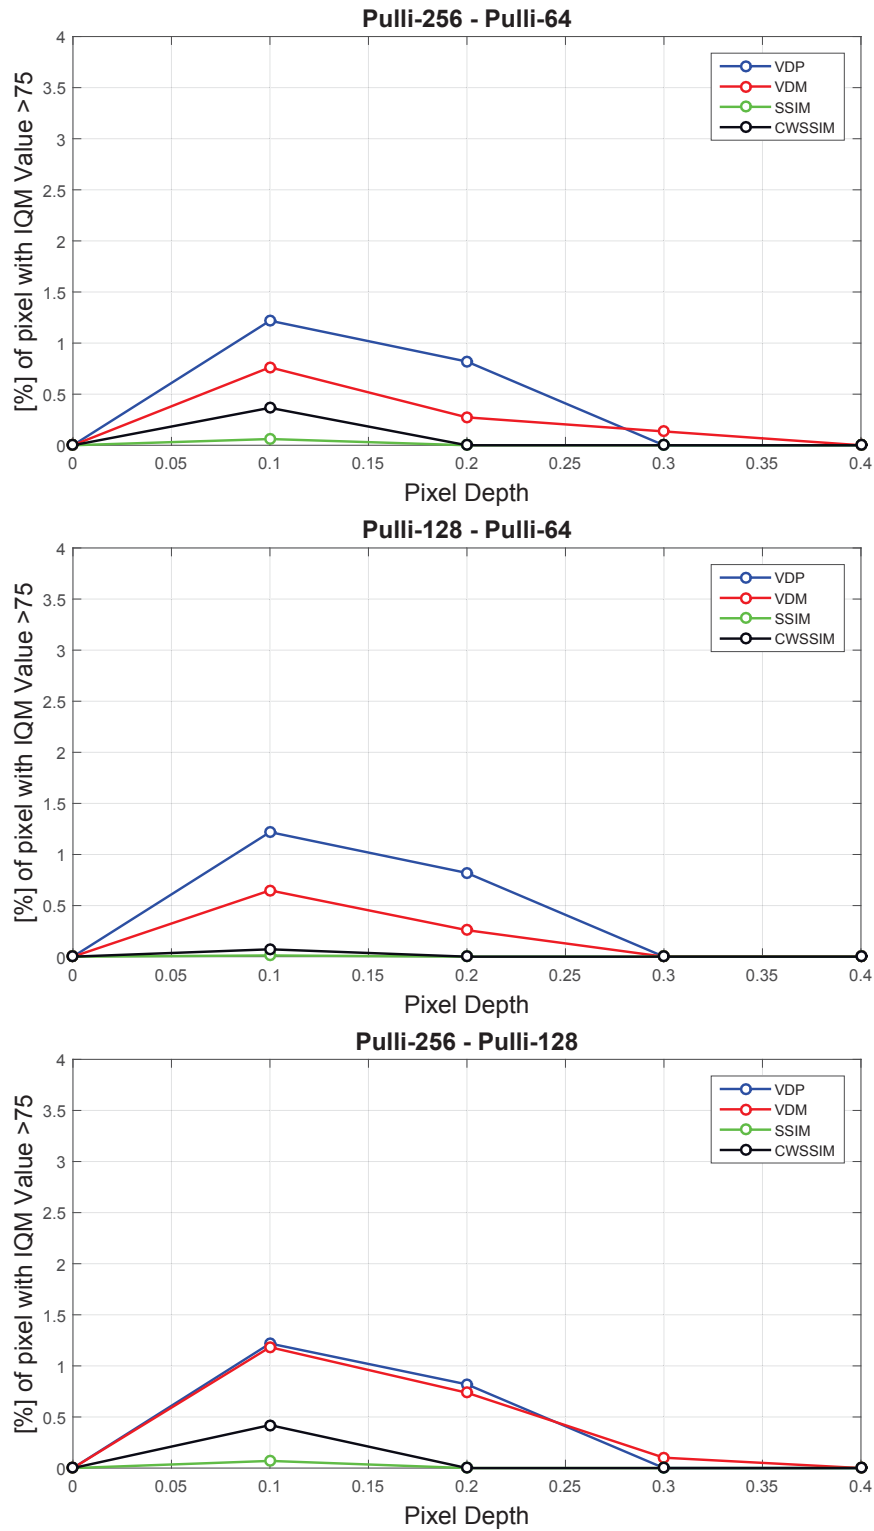 Pulli-256 - Pulli-64
[%] of pixel with IQM Value >75
4
3.5
3
2.5
2
1.5
1
0.5
0
VDP
VDM
SSIM
CWSSIM
0 0.05 0.1 0.15 0.2 0.25 0.3 0.35 0.4
Pixel Depth
Pulli-128 - Pulli-64
[%] of pixel with IQM Value >75
4
3.5
3
2.5
2
1.5
1
0.5
0
VDP
VDM
SSIM
CWSSIM
0 0.05 0.1 0.15 0.2 0.25 0.3 0.35 0.4
Pixel Depth
Pulli-256 - Pulli-128
[%] of pixel with IQM Value >75
4
3.5
3
2.5
2
1.5
1
0.5
0
VDP
VDM
SSIM
CWSSIM
0 0.05 0.1 0.15 0.2 0.25 0.3 0.35 0.4
Pixel Depth